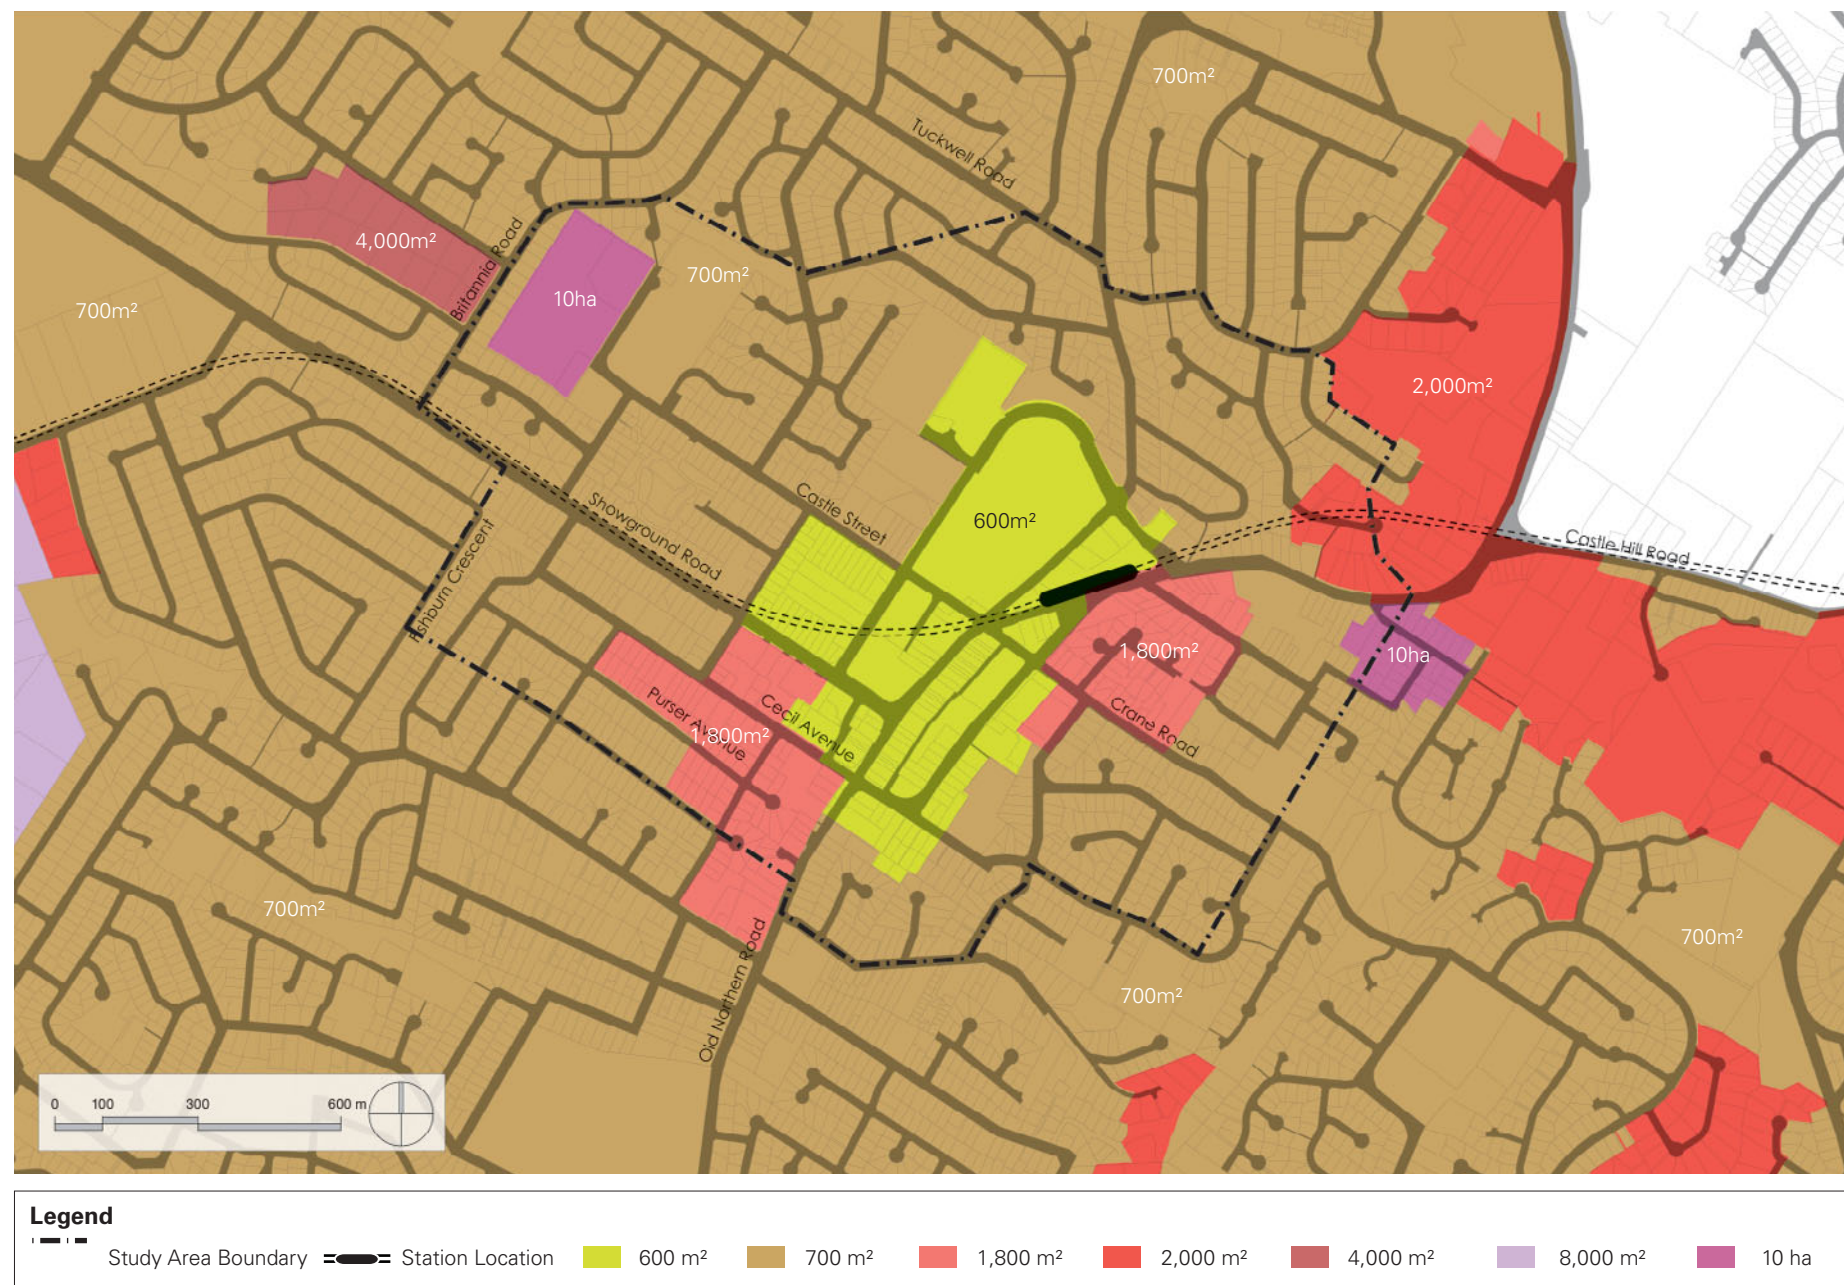 700m²
Tuckwell Road
4,000m²
Britannia Road
700m²
10ha
700m²
2,000m²
Castle Street
600m²
Showground Road
Castle Hill Road
Fishburn Crescent
1,800m²
10ha
Purser Avenue
Cecil Avenue
1,800m²
Crane Road
700m²
Old Northern Road
700m²
700m²
0 100 300 600 m
Legend
Study Area Boundary Station Location 600 m² 700 m² 1,800 m² 2,000 m² 4,000 m² 8,000 m² 10 ha